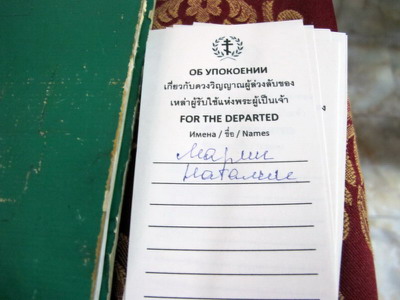 ОБ УПОКОЕНИИ
เกี่ยวกับดวงวิญญาณผู้ล่วงลับของ
เหล่าผู้รับใช้แห่งพระผู้เป็นเจ้า
FOR THE DEPARTED
Имена / ชื่อ / Names
Марии
Наталии